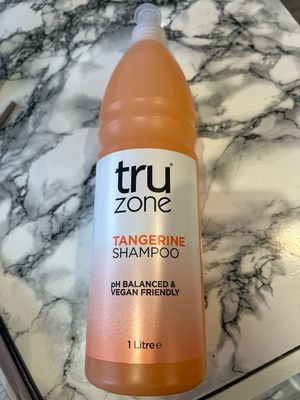 tru®
zone
TANGERINE
SHAMPOO
pH BALANCED &
VEGAN FRIENDLY
1 Litre ℮